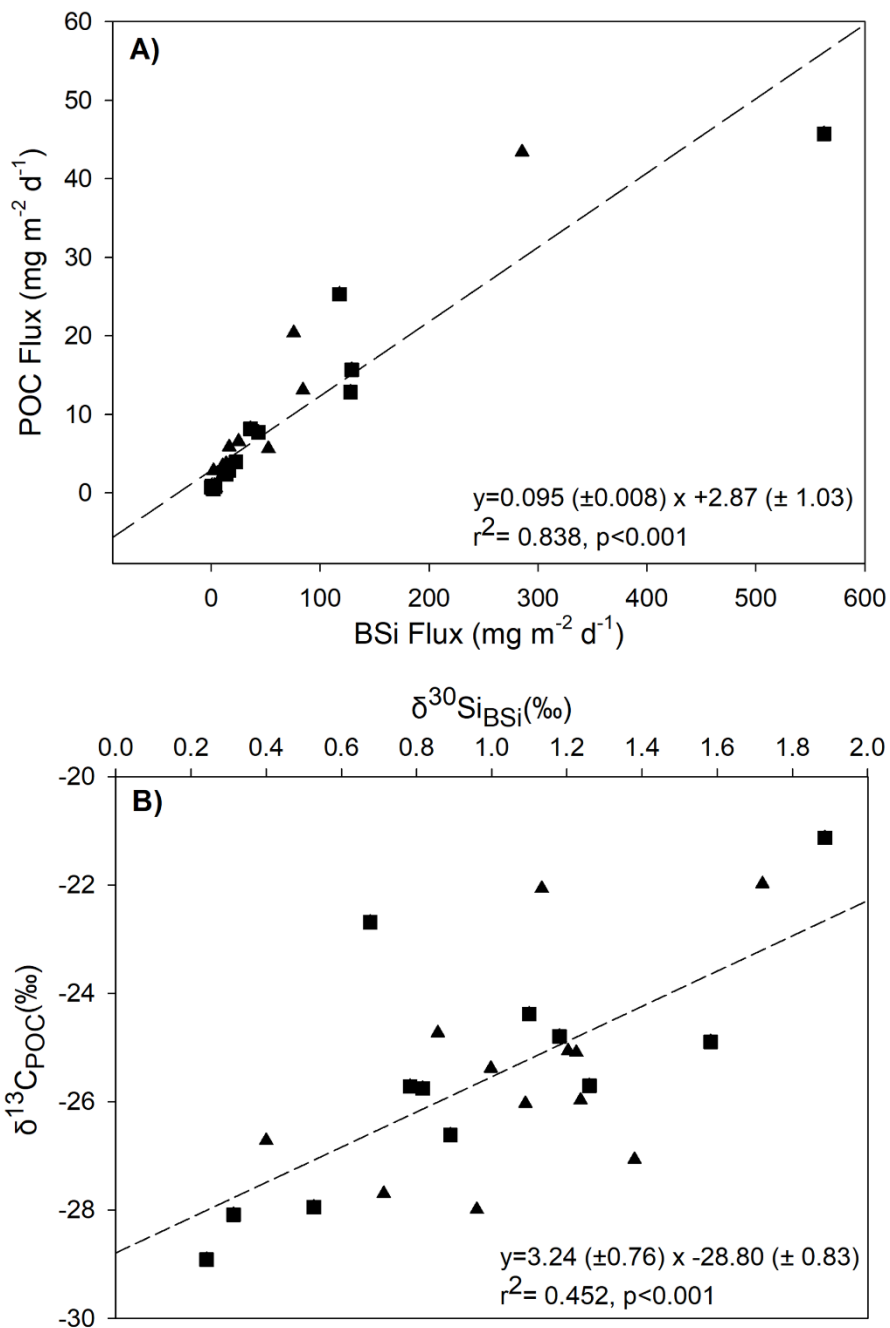 A)
60
50
40
30
20
10
0
POC Flux (mg m⁻² d⁻¹)
y=0.095 (±0.008) x +2.87 (± 1.03)
r²= 0.838, p<0.001
0 100 200 300 400 500 600
BSi Flux (mg m⁻² d⁻¹)
δ³⁰Si_BSi(‰)
0.0 0.2 0.4 0.6 0.8 1.0 1.2 1.4 1.6 1.8 2.0
B)
-20
-22
-24
-26
-28
-30
δ¹³C_POC(‰)
y=3.24 (±0.76) x -28.80 (± 0.83)
r²= 0.452, p<0.001